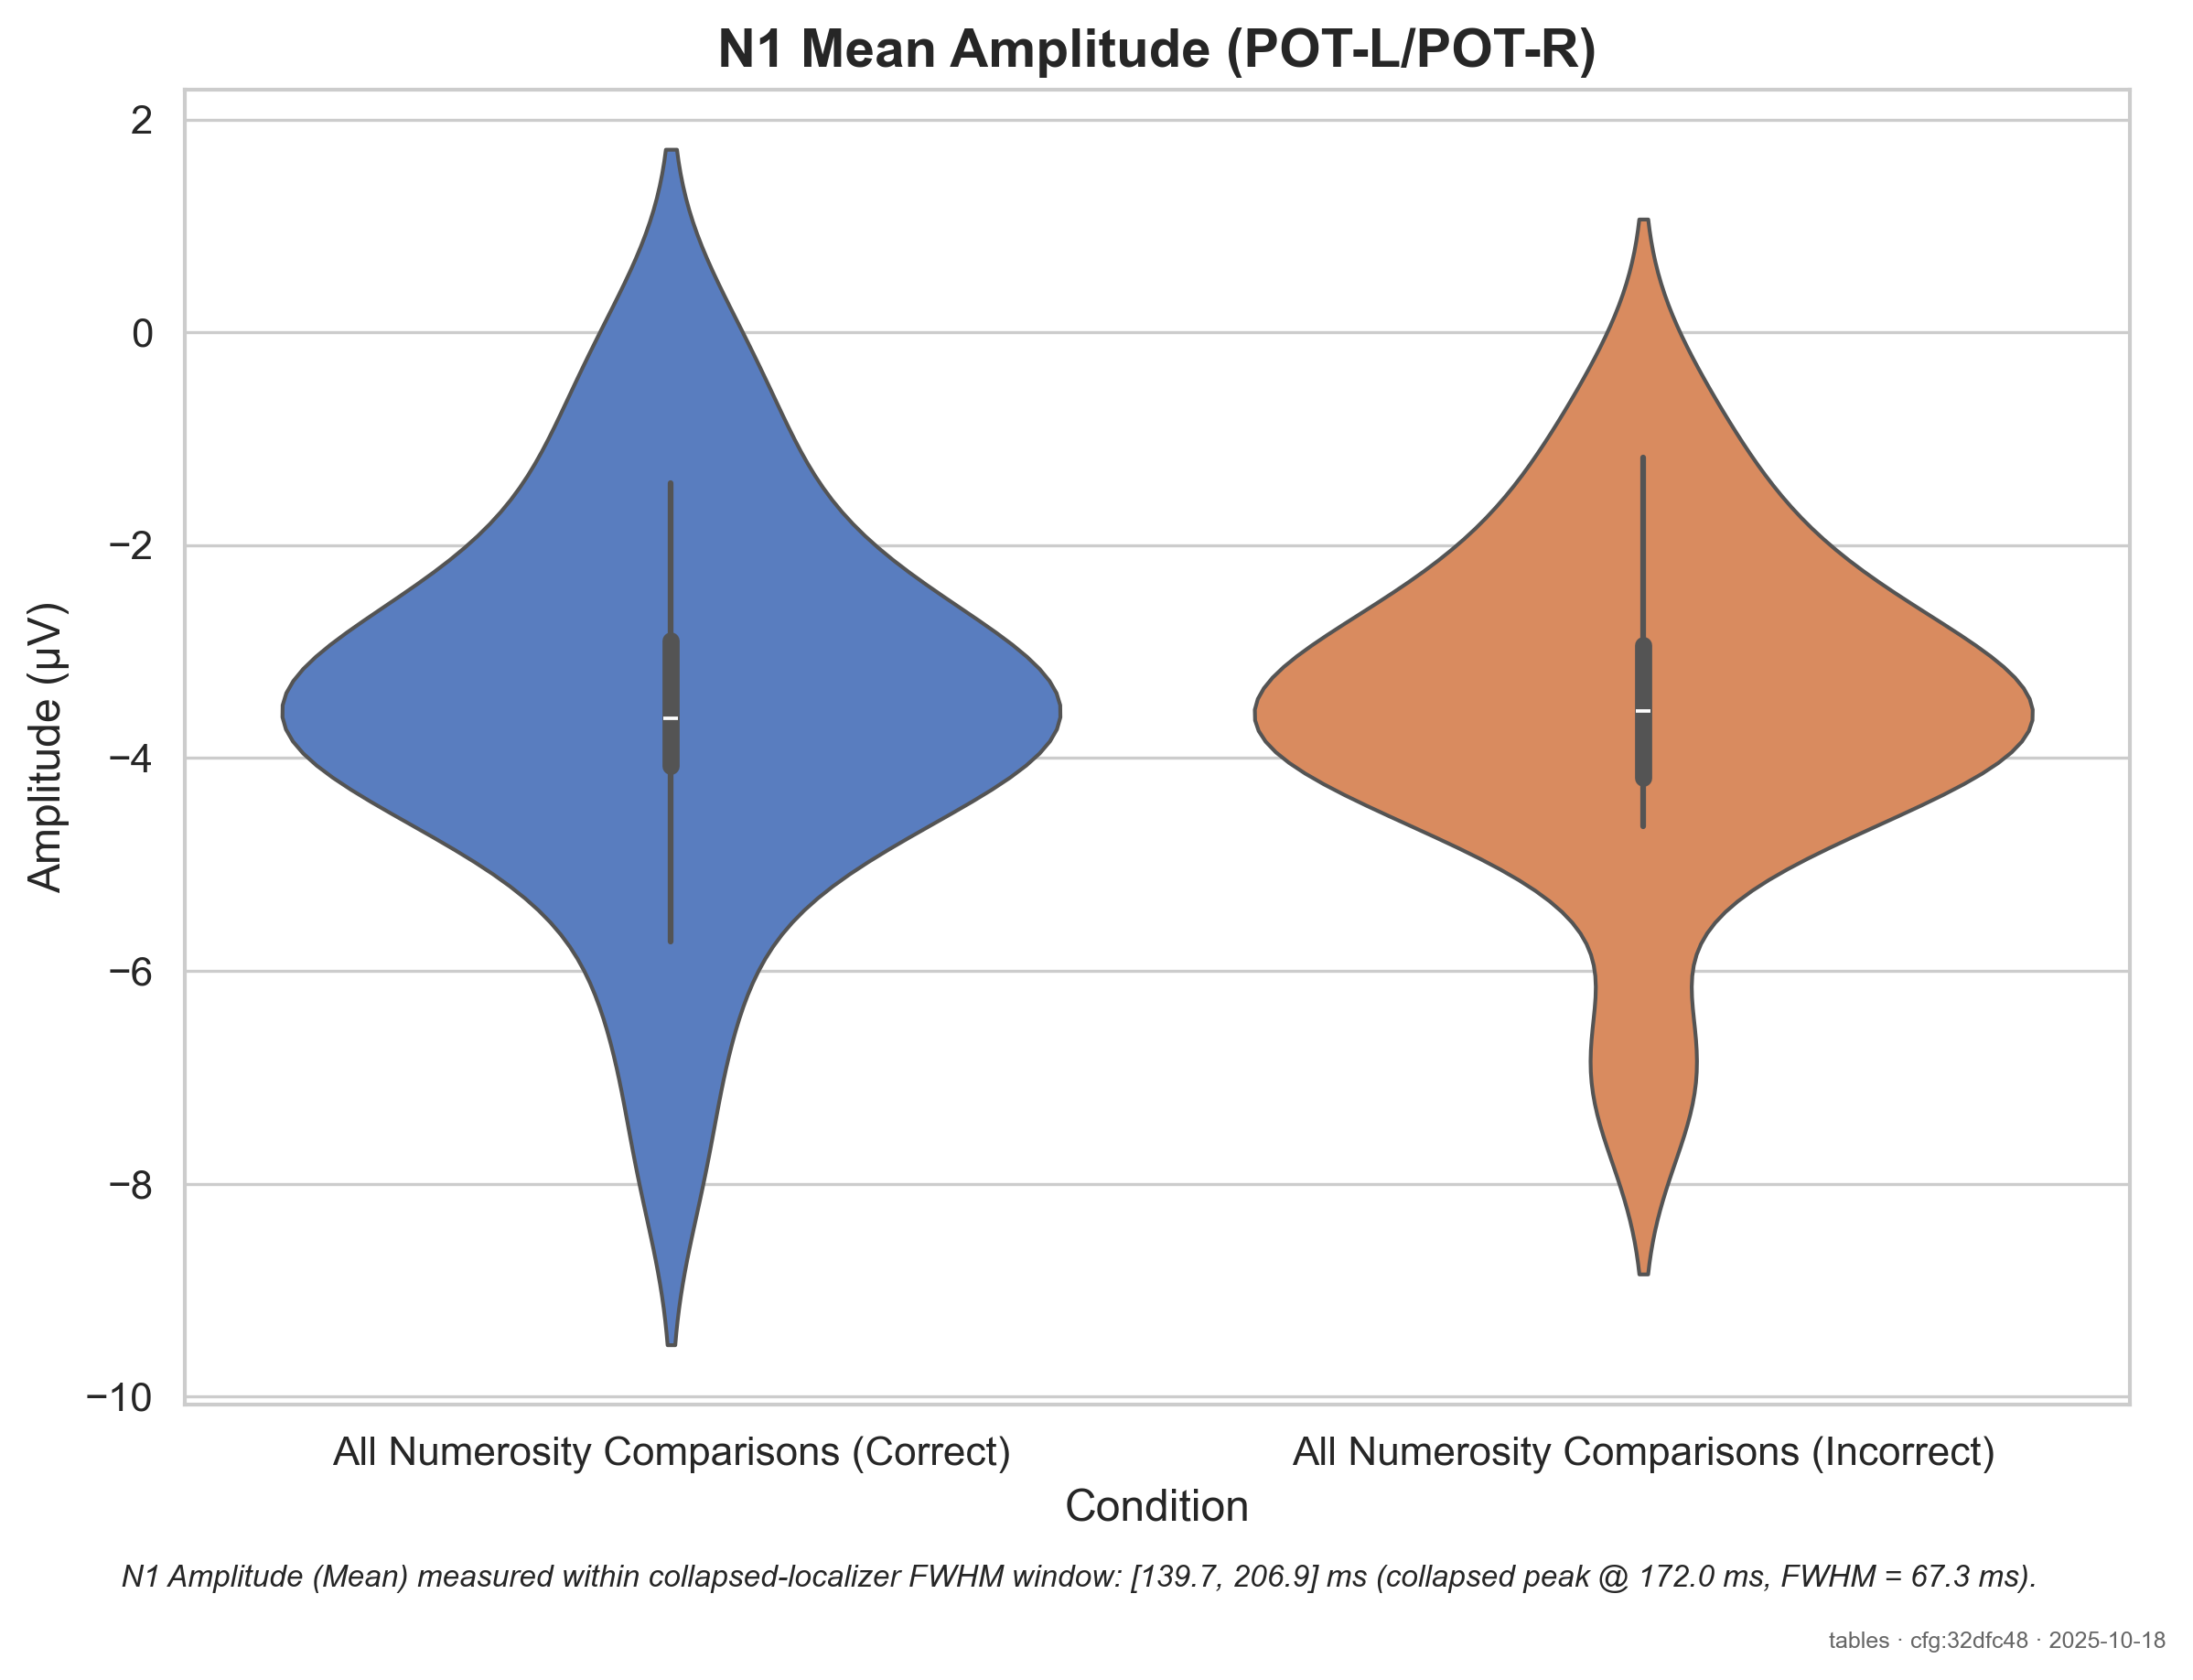 N1 Mean Amplitude (POT-L/POT-R)
Amplitude (μV)
2
0
−2
−4
−6
−8
−10
All Numerosity Comparisons (Correct)
All Numerosity Comparisons (Incorrect)
Condition
N1 Amplitude (Mean) measured within collapsed-localizer FWHM window: [139.7, 206.9] ms (collapsed peak @ 172.0 ms, FWHM = 67.3 ms).
tables · cfg:32dfc48 · 2025-10-18